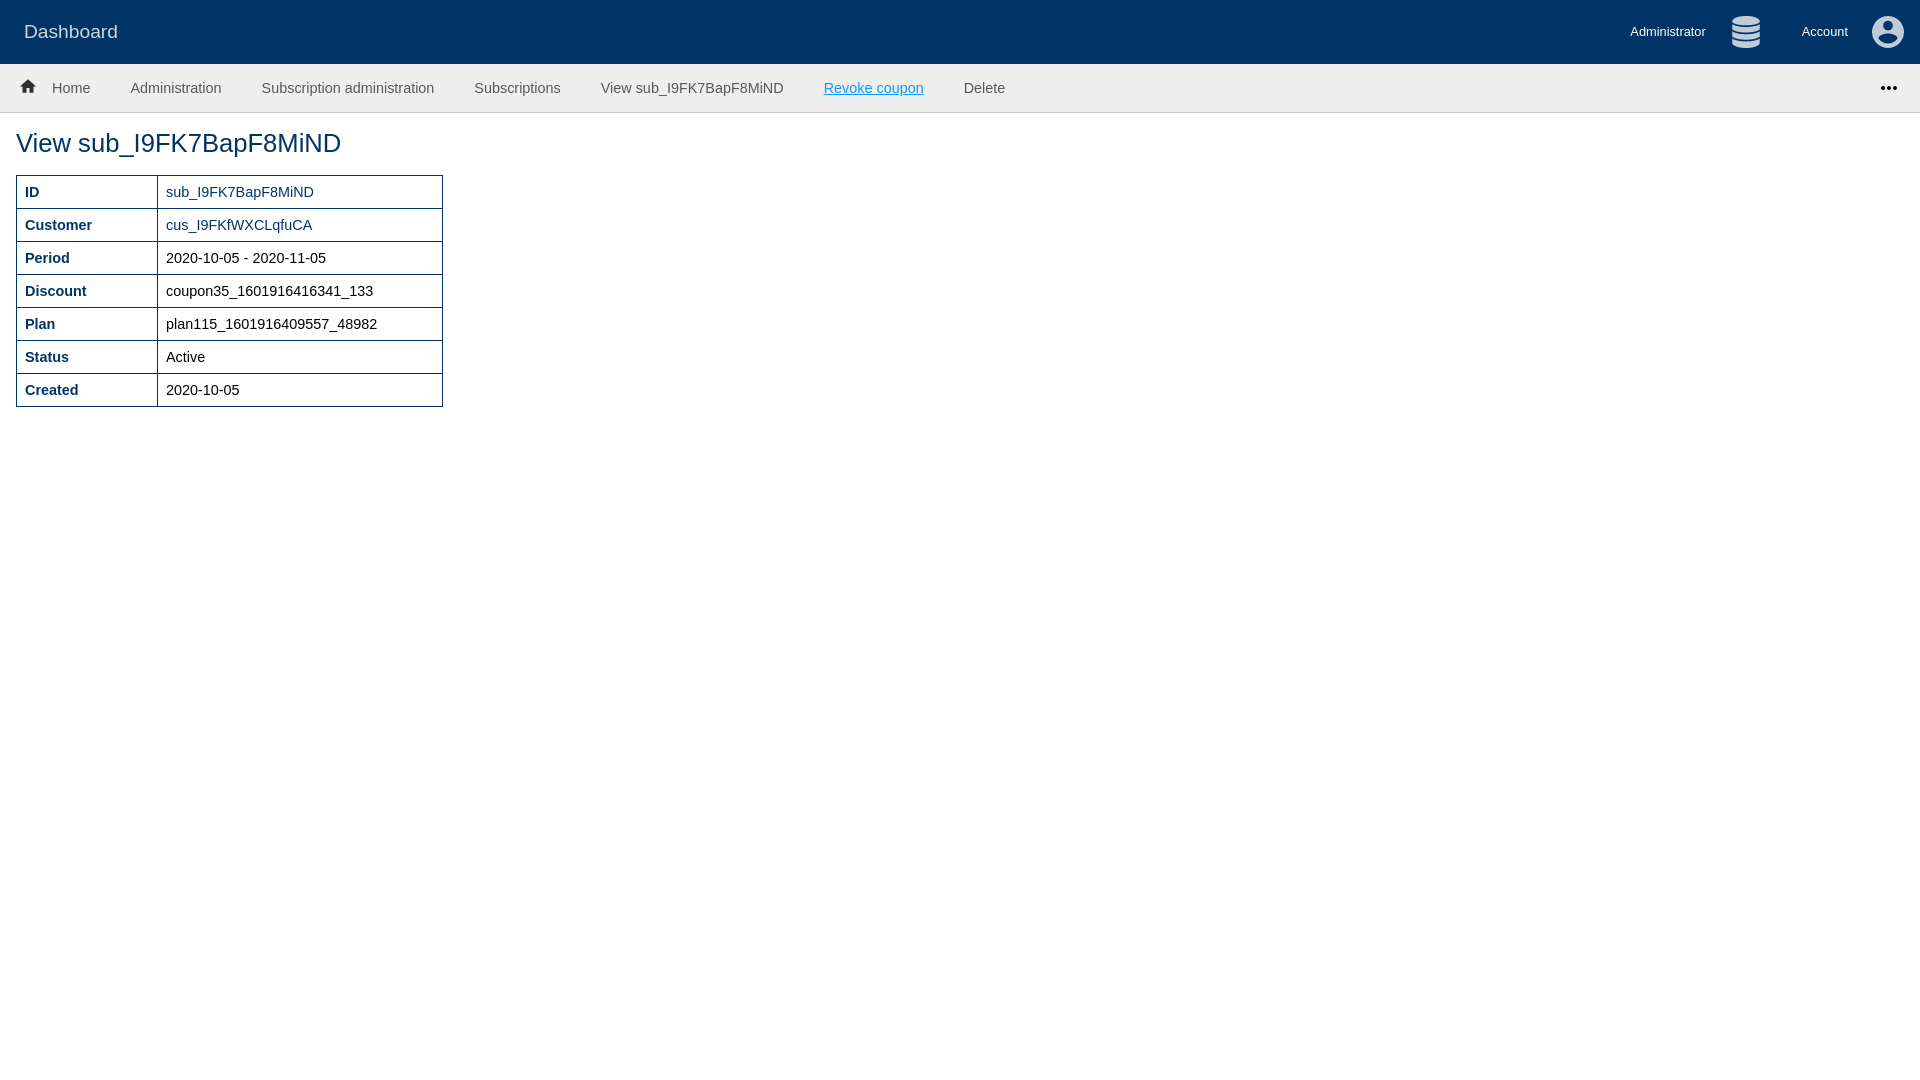 Dashboard
Administrator
Account
Home Administration Subscription administration Subscriptions View sub_I9FK7BapF8MiND Revoke coupon Delete
View sub_I9FK7BapF8MiND
ID sub_I9FK7BapF8MiND
Customer cus_I9FKfWXCLqfuCA
Period 2020-10-05 - 2020-11-05
Discount coupon35_1601916416341_133
Plan plan115_1601916409557_48982
Status Active
Created 2020-10-05